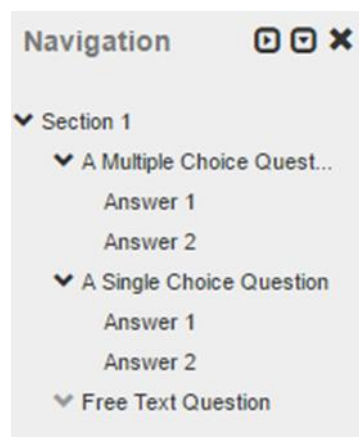 Navigation
Section 1
A Multiple Choice Quest...
Answer 1
Answer 2
A Single Choice Question
Answer 1
Answer 2
Free Text Question